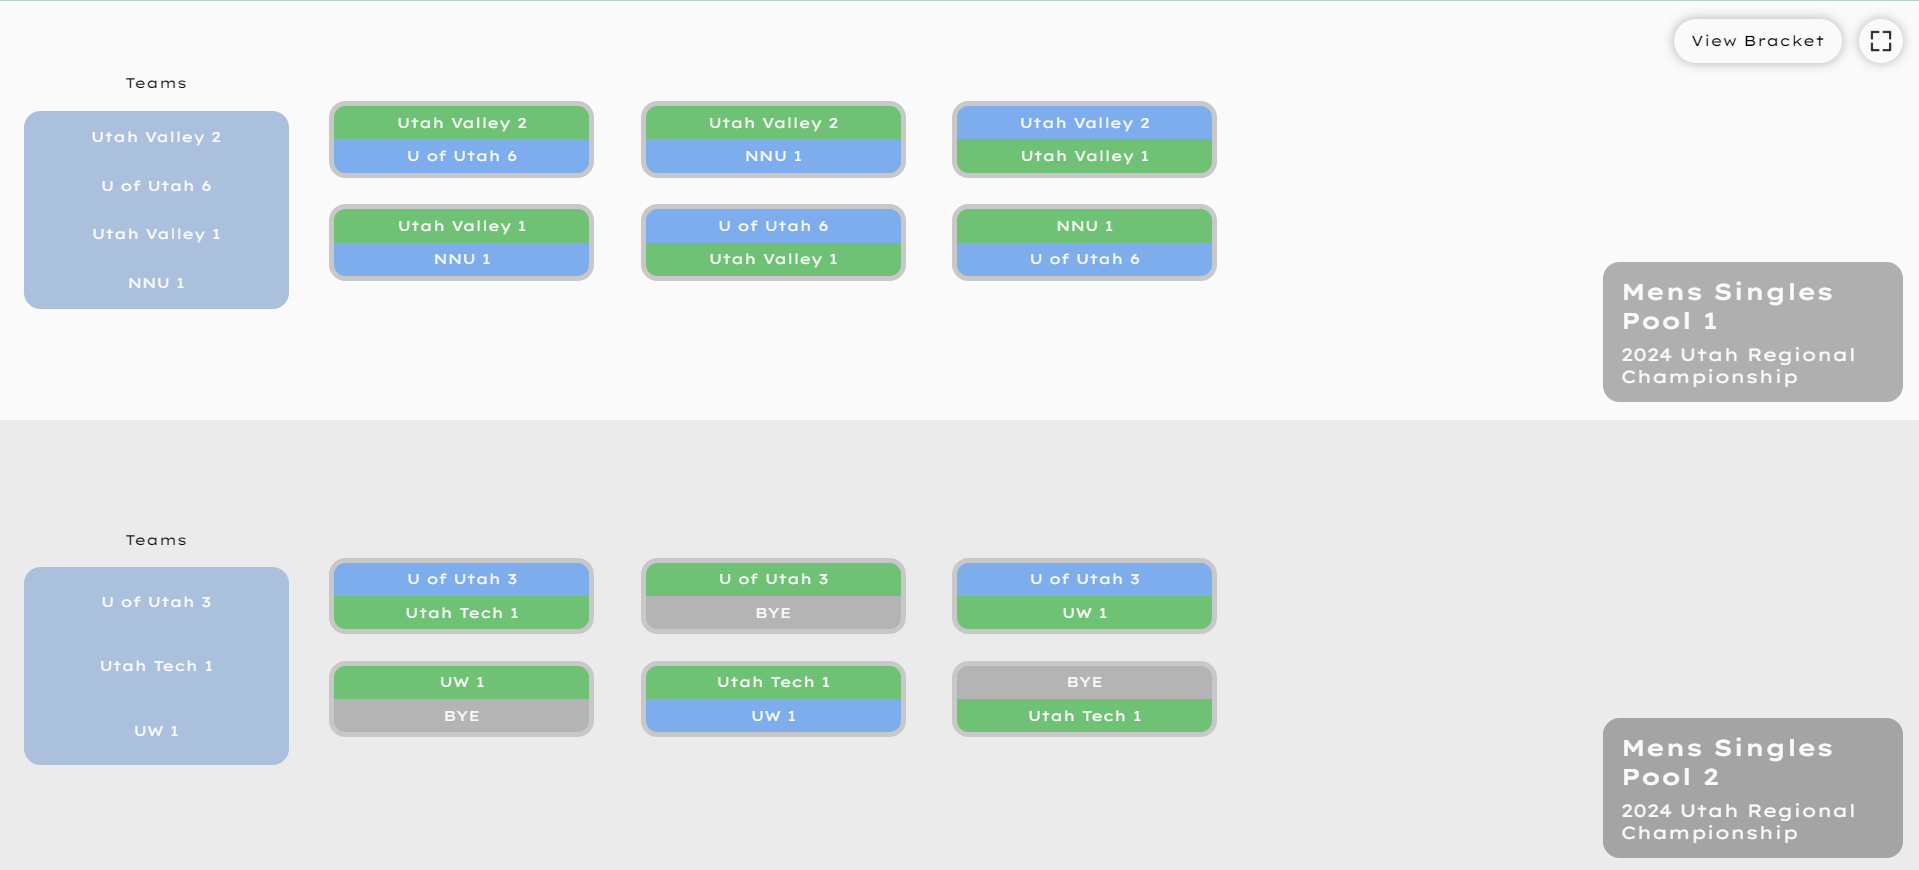 View Bracket
Teams
Utah Valley 2
U of Utah 6
Utah Valley 1
NNU 1
Utah Valley 2
U of Utah 6
Utah Valley 2
NNU 1
Utah Valley 2
Utah Valley 1
Utah Valley 1
NNU 1
U of Utah 6
Utah Valley 1
NNU 1
U of Utah 6
Mens Singles
Pool 1
2024 Utah Regional
Championship
Teams
U of Utah 3
Utah Tech 1
UW 1
U of Utah 3
Utah Tech 1
U of Utah 3
BYE
U of Utah 3
UW 1
UW 1
BYE
Utah Tech 1
UW 1
BYE
Utah Tech 1
Mens Singles
Pool 2
2024 Utah Regional
Championship